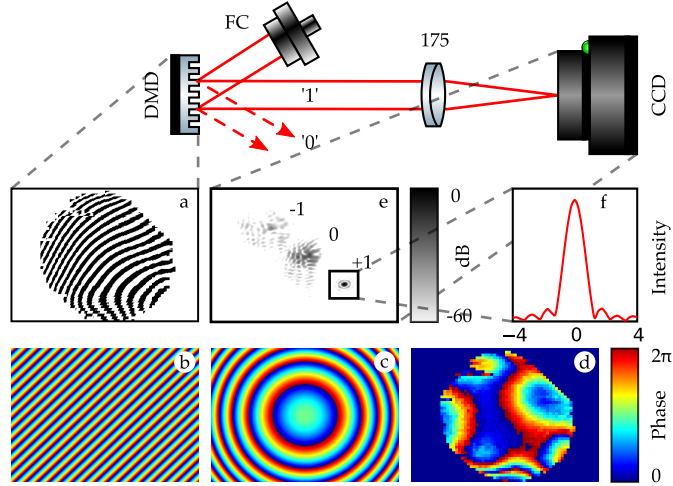 FC
175
DMD
'1'
'0'
CCD
a
e
-1
0
+1
0
dB
-60
f
Intensity
-4
0
4
b
c
d
2π
Phase
0